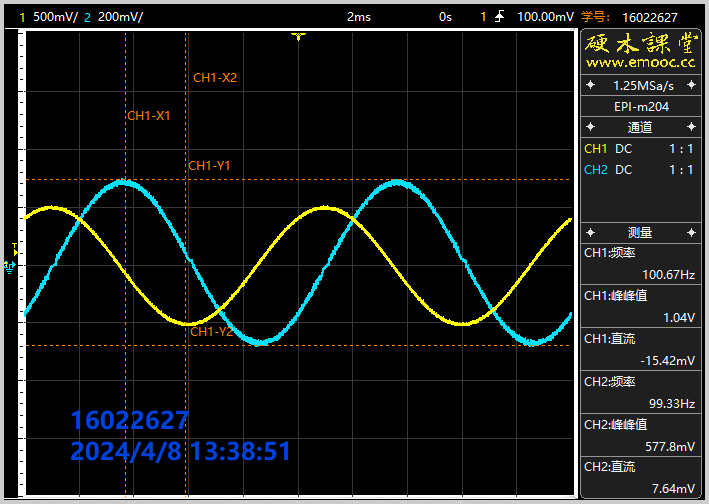 1 500mV/ 2 200mV/ 2ms 0s 1 100.00mV 学号: 16022627
硬木課堂
www.emooc.cc
1.25MSa/s
EPI-m204
通道
CH1 DC 1 : 1
CH2 DC 1 : 1
测量
CH1:频率
100.67Hz
CH1:峰峰值
1.04V
CH1:直流
-15.42mV
CH2:频率
99.33Hz
CH2:峰峰值
577.8mV
CH2:直流
7.64mV
CH1-X2
CH1-X1
CH1-Y1
T
CH1-Y2
16022627
2024/4/8 13:38:51